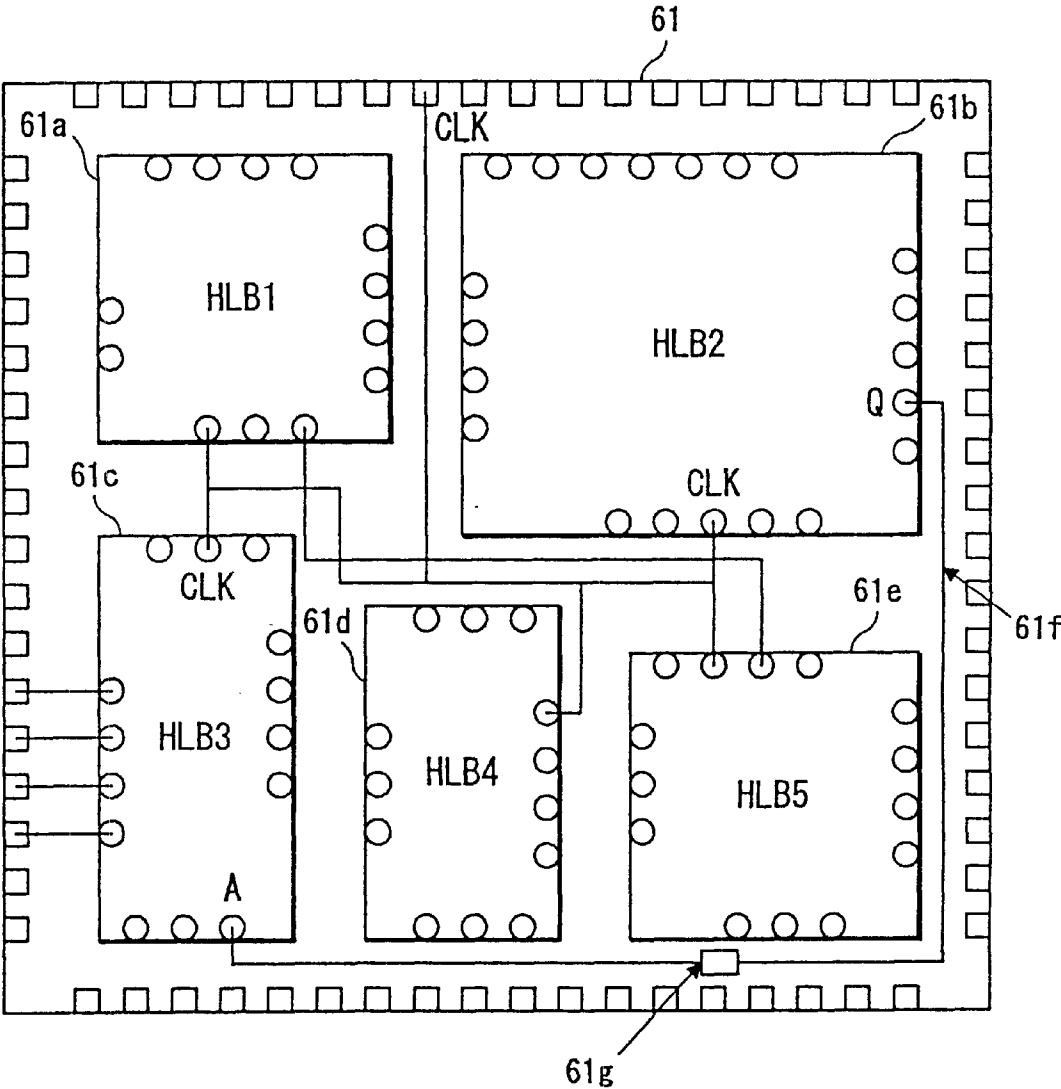 61
61a
CLK
61b
HLB1
HLB2
Q
61c
CLK
CLK
61d
61e
61f
HLB3
HLB4
HLB5
A
61g